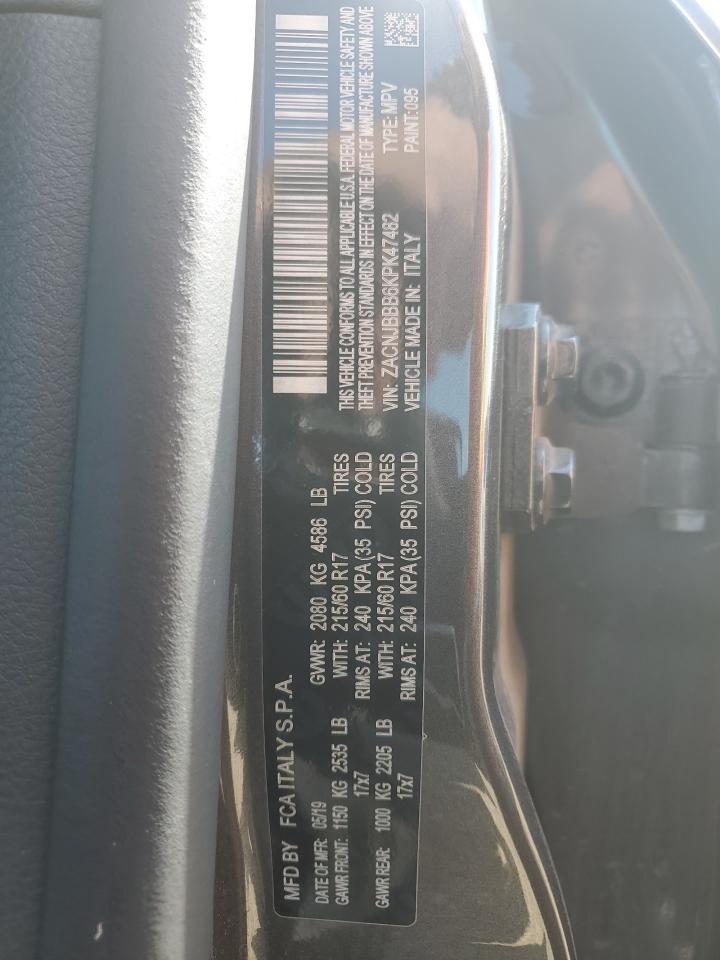 MFD BY FCA ITALY S.P.A.
DATE OF MFR: 05/19 GVWR: 2080 KG 4586 LB
GAWR FRONT: 1150 KG 2535 LB WITH: 215/60 R17 TIRES
17x7 RIMS AT: 240 KPA(35 PSI) COLD
GAWR REAR: 1000 KG 2205 LB WITH: 215/60 R17 TIRES
17x7 RIMS AT: 240 KPA(35 PSI) COLD
THIS VEHICLE CONFORMS TO ALL APPLICABLE U.S.A. FEDERAL MOTOR VEHICLE SAFETY AND
THEFT PREVENTION STANDARDS IN EFFECT ON THE DATE OF MANUFACTURE SHOWN ABOVE
VIN: ZACNJBBB6KPK47462 TYPE: MPV
VEHICLE MADE IN: ITALY PAINT: 095